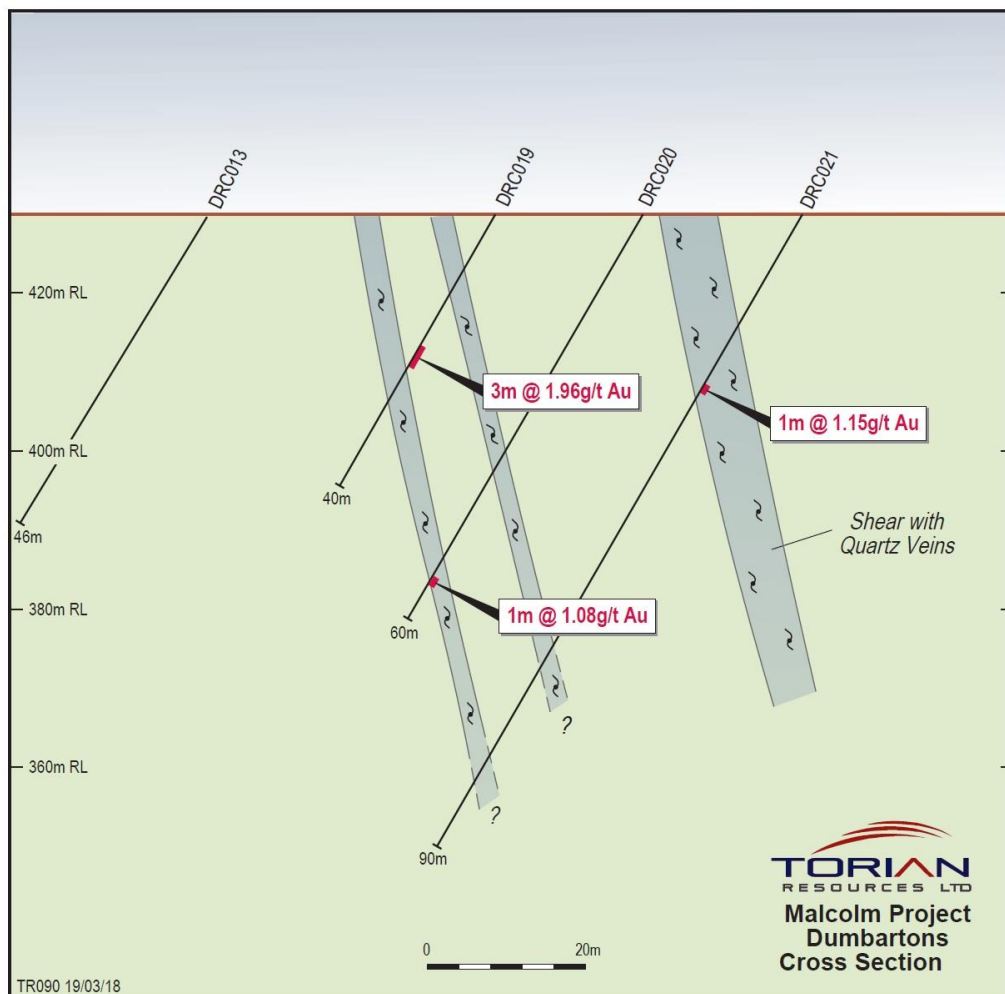 DRC013
DRC019
DRC020
DRC021
420m RL
400m RL
380m RL
360m RL
3m @ 1.96g/t Au
1m @ 1.15g/t Au
1m @ 1.08g/t Au
40m
46m
60m
90m
Shear with
Quartz Veins
?
?
0
20m
TORIAN
RESOURCES LTD
Malcolm Project
Dumbartons
Cross Section
TR090 19/03/18